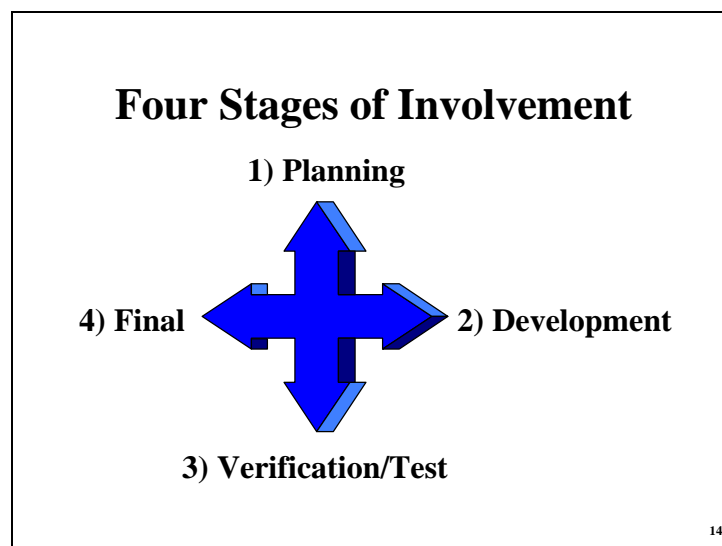 Four Stages of Involvement
1) Planning
4) Final
2) Development
3) Verification/Test
14